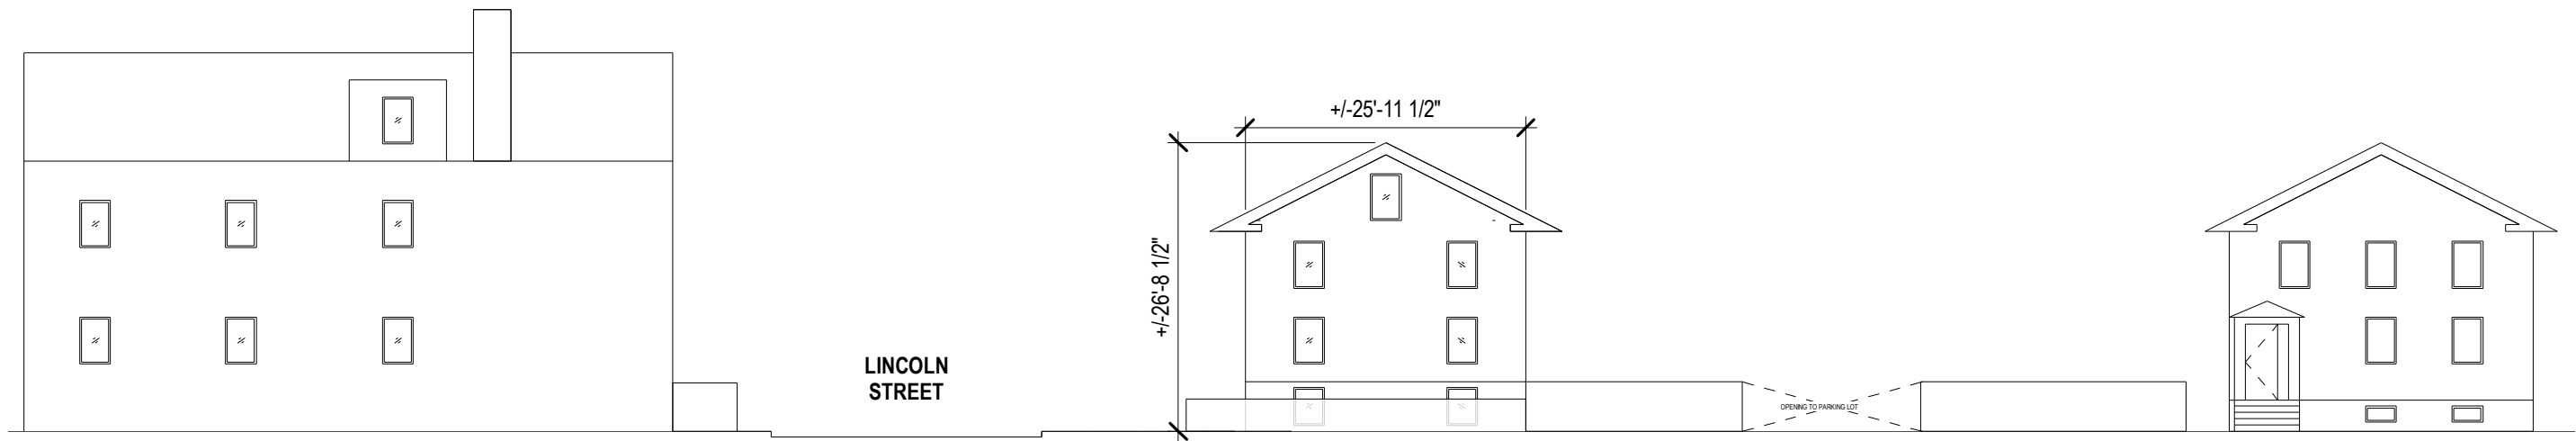 +/-25'-11 1/2"
+/-26'-8 1/2"
LINCOLN
STREET
OPENING TO PARKING LOT